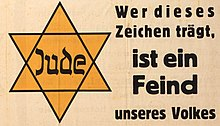 Wer dieses
Zeichen trägt,
Jude
ist ein
Feind
unseres Volkes